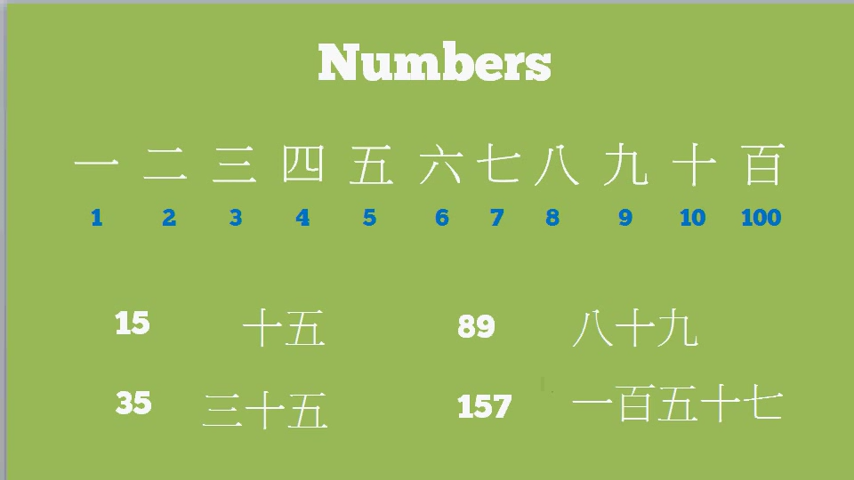 Numbers
一 二 三 四 五 六 七 八 九 十 百
1 2 3 4 5 6 7 8 9 10 100
15 十五 89 八十九
35 三十五 157 一百五十七